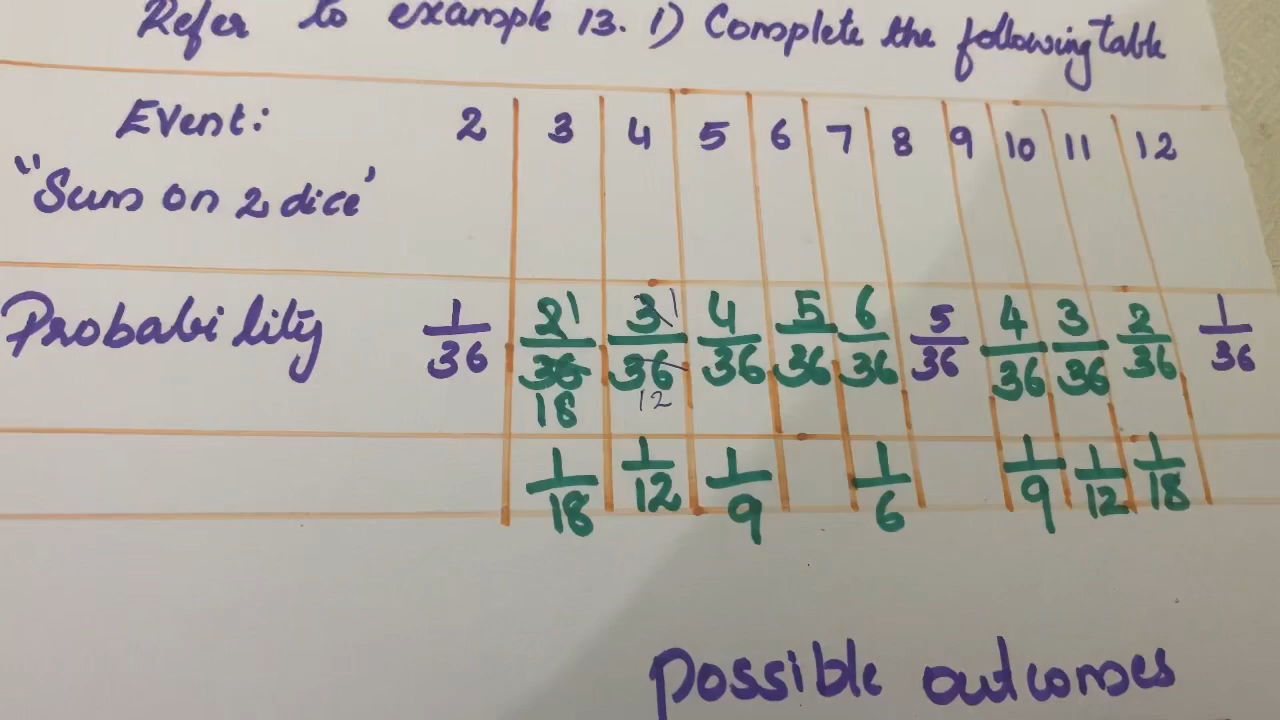 Refer to example 13. 1) Complete the following table
Event: 2 3 4 5 6 7 8 9 10 11 12
"Sum on 2 dice'
Probability 1/36 2/36 3/36 4/36 5/36 6/36 5/36 4/36 3/36 2/36 1/36
1 1
18 12
1/18 1/12 1/9 1/6 1/9 1/12 1/18
Possible outcomes